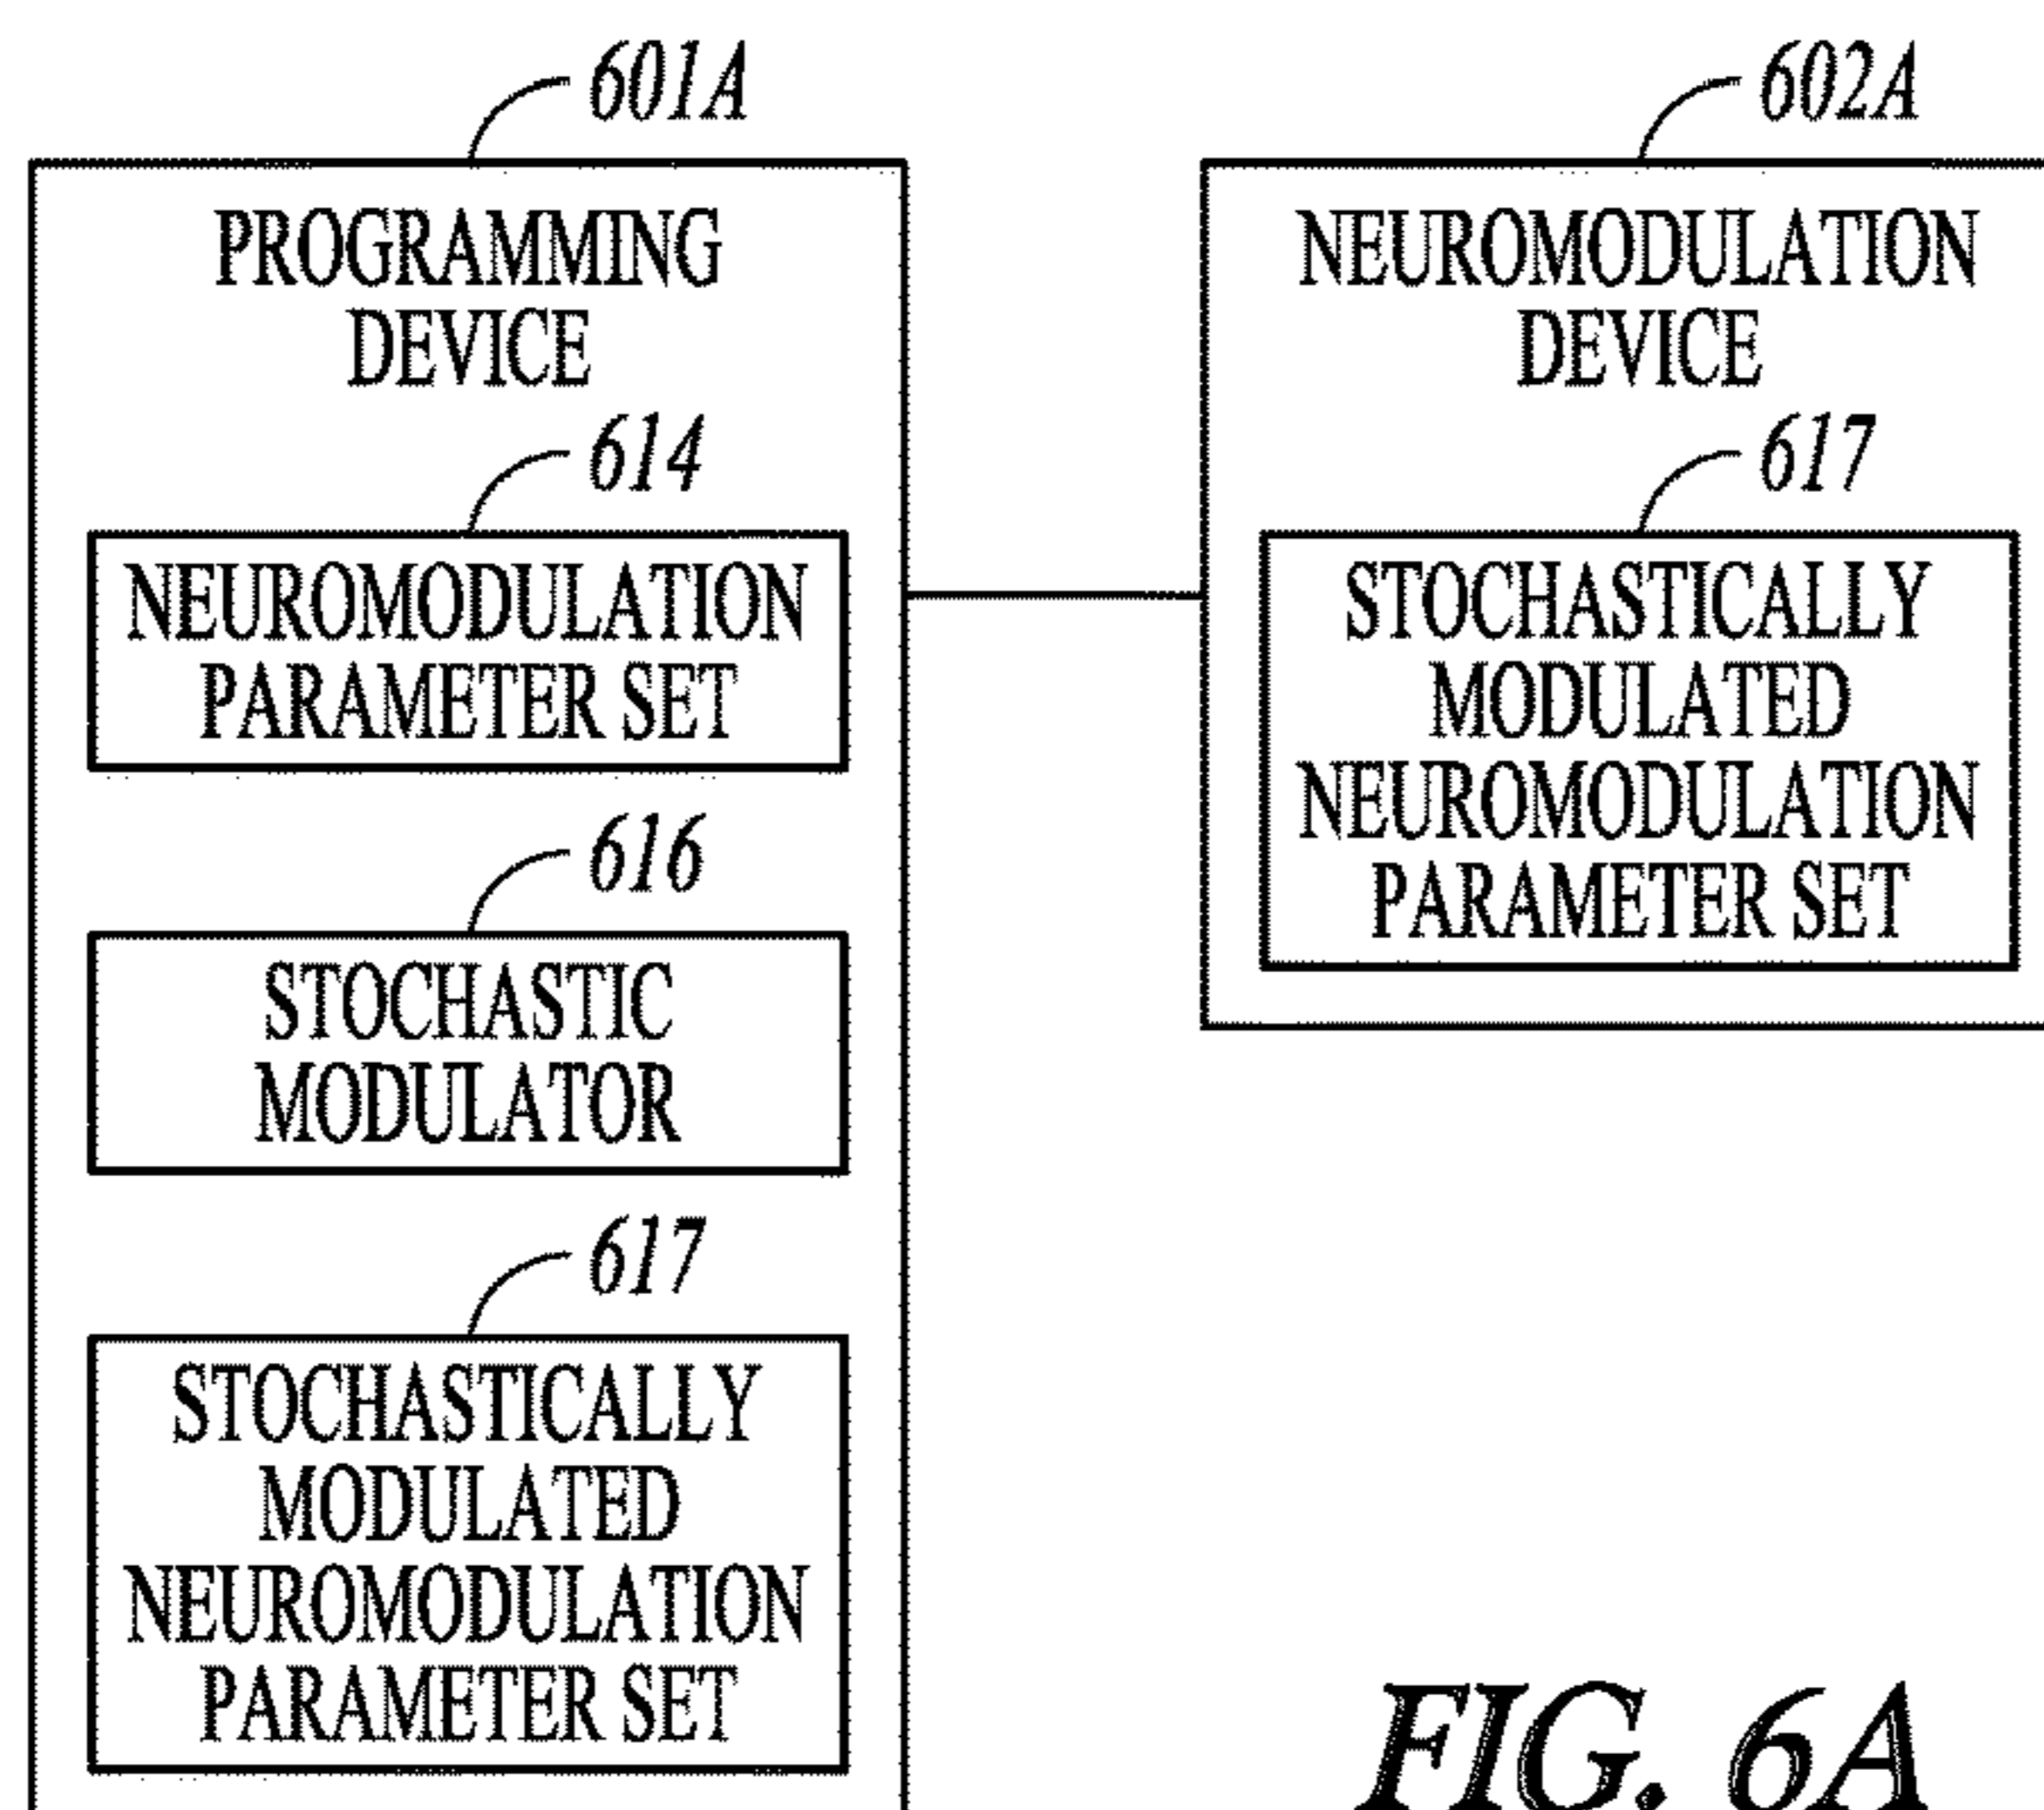 601A
PROGRAMMING
DEVICE
614
NEUROMODULATION
PARAMETER SET
616
STOCHASTIC
MODULATOR
617
STOCHASTICALLY
MODULATED
NEUROMODULATION
PARAMETER SET
602A
NEUROMODULATION
DEVICE
617
STOCHASTICALLY
MODULATED
NEUROMODULATION
PARAMETER SET
FIG. 6A